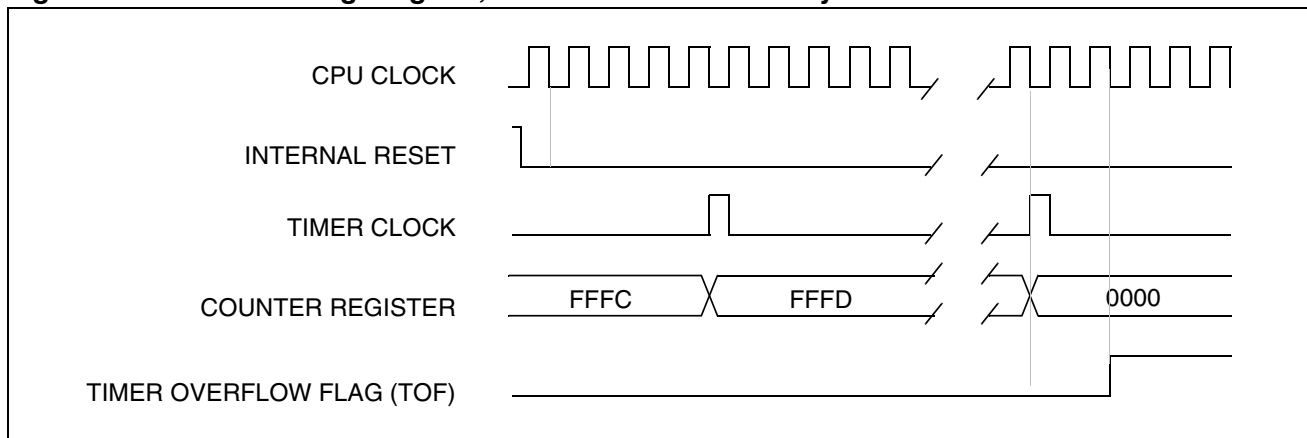 CPU CLOCK
INTERNAL RESET
TIMER CLOCK
FFFC FFFD 0000
COUNTER REGISTER
TIMER OVERFLOW FLAG (TOF)